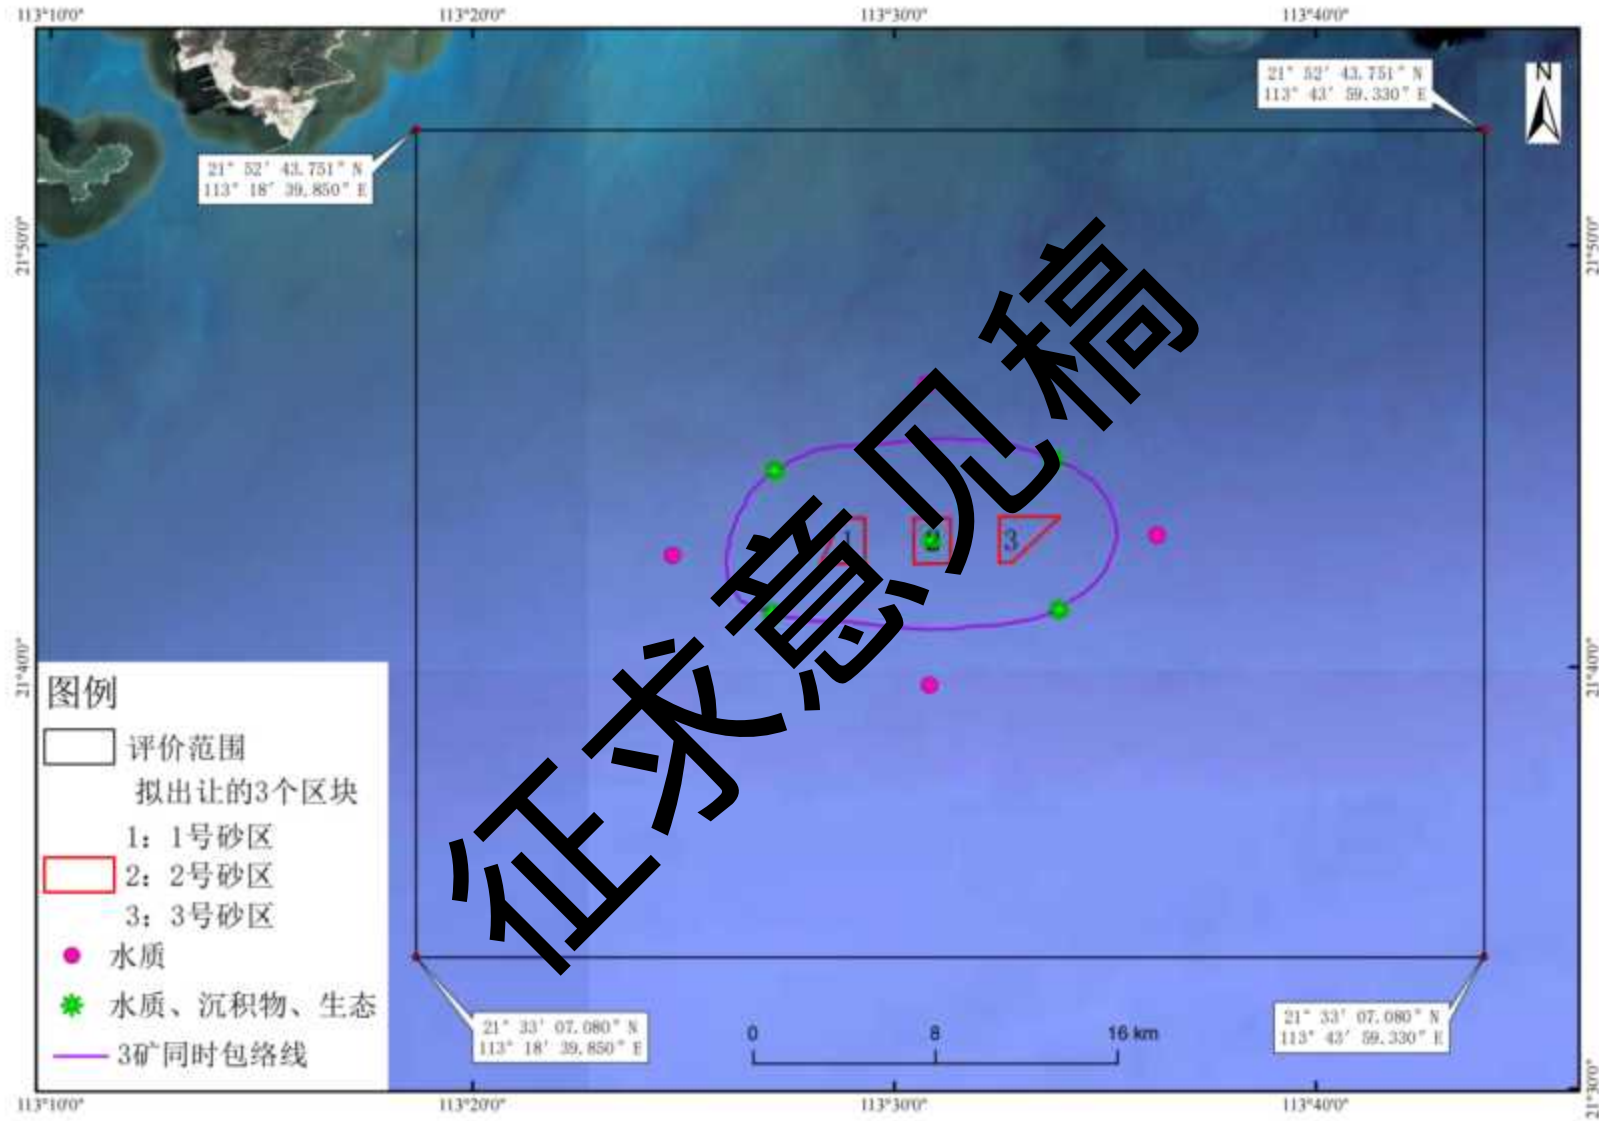 113°10'0" 113°20'0" 113°30'0" 113°40'0"
21° 52′ 43.751″ N
113° 43′ 59.330″ E
N
21° 52′ 43.751″ N
113° 18′ 39.850″ E
21°50'0" 21°50'0"
征求意见稿
1 2 3
21°40'0" 21°40'0"
图例
评价范围
拟出让的3个区块
1：1号砂区
2：2号砂区
3：3号砂区
水质
水质、沉积物、生态
3矿同时包络线
21° 33′ 07.080″ N
113° 18′ 39.850″ E
0 8 16 km
21° 33′ 07.080″ N
113° 43′ 59.330″ E
21°30'0"
113°10'0" 113°20'0" 113°30'0" 113°40'0"